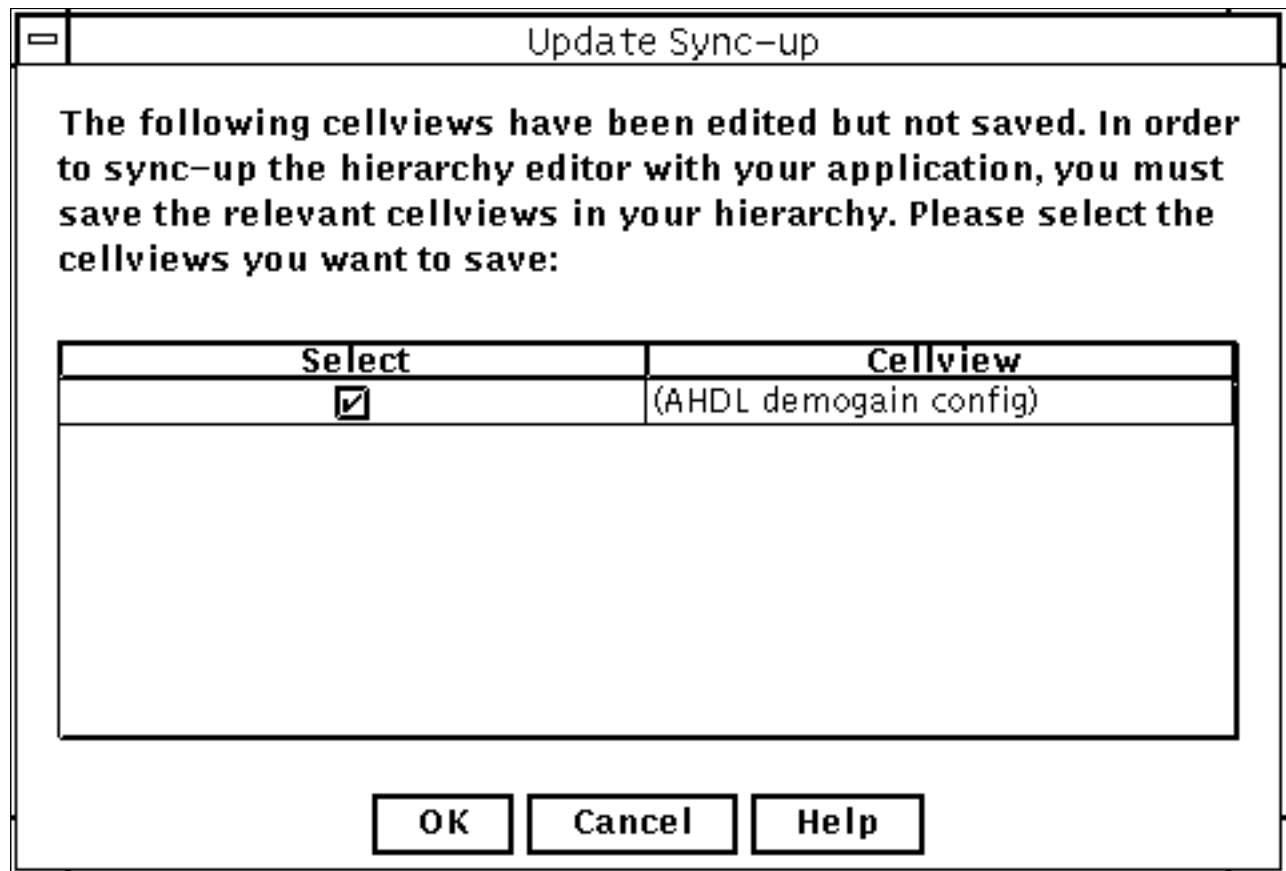 Update Sync-up
The following cellviews have been edited but not saved. In order
to sync-up the hierarchy editor with your application, you must
save the relevant cellviews in your hierarchy. Please select the
cellviews you want to save:
Select Cellview
(AHDL demogain config)
OK Cancel Help